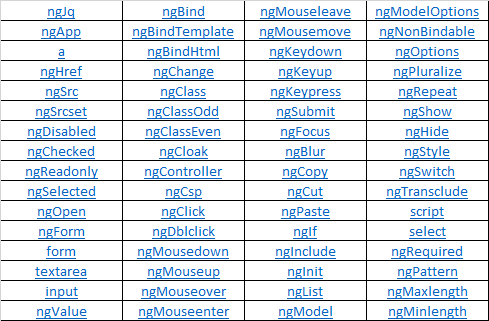 ngJq ngBind ngMouseleave ngModelOptions
ngApp ngBindTemplate ngMousemove ngNonBindable
a ngBindHtml ngKeydown ngOptions
ngHref ngChange ngKeyup ngPluralize
ngSrc ngClass ngKeypress ngRepeat
ngSrcset ngClassOdd ngSubmit ngShow
ngDisabled ngClassEven ngFocus ngHide
ngChecked ngCloak ngBlur ngStyle
ngReadonly ngController ngCopy ngSwitch
ngSelected ngCsp ngCut ngTransclude
ngOpen ngClick ngPaste script
ngForm ngDblclick ngIf select
form ngMousedown ngInclude ngRequired
textarea ngMouseup ngInit ngPattern
input ngMouseover ngList ngMaxlength
ngValue ngMouseenter ngModel ngMinlength